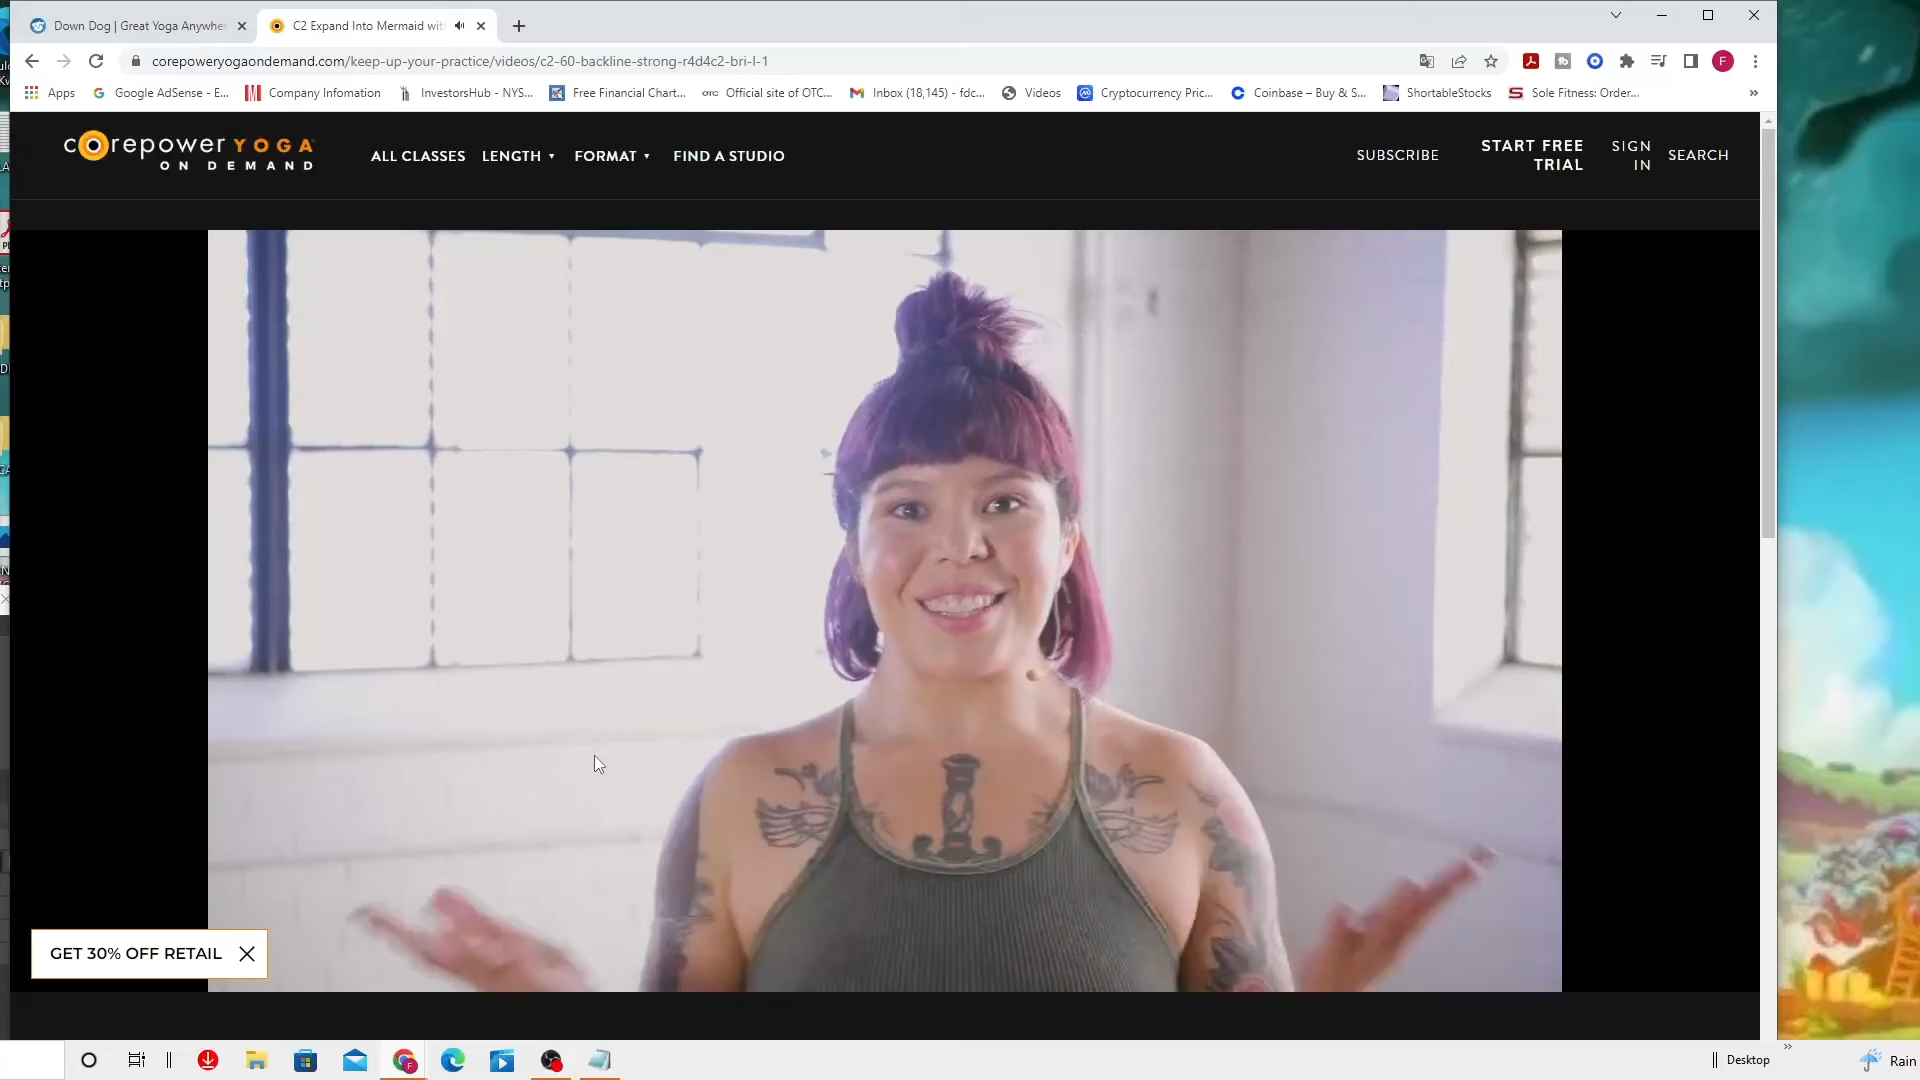 Down Dog | Great Yoga Anywhe
C2 Expand Into Mermaid wit
corepoweryogaondemand.com/keep-up-your-practice/videos/c2-60-backline-strong-r4d4c2-bri-l-1
Apps
Google AdSense - E...
Company Infomation
InvestorsHub - NYS...
Free Financial Chart...
OTC
Official site of OTC...
Inbox (18,145) - fdc...
Videos
Cryptocurrency Pric...
Coinbase – Buy & S...
ShortableStocks
Sole Fitness: Order...
»
corepower YOGA
ON DEMAND
ALL CLASSES
LENGTH ▾
FORMAT ▾
FIND A STUDIO
SUBSCRIBE
START FREE
TRIAL
SIGN
IN
SEARCH
GET 30% OFF RETAIL
Desktop
»
Rain